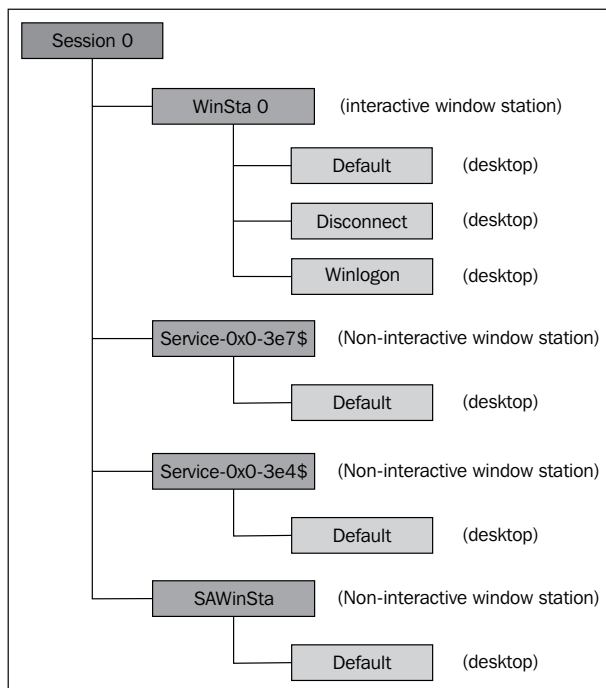 Session 0
WinSta 0 (interactive window station)
Default (desktop)
Disconnect (desktop)
Winlogon (desktop)
Service-0x0-3e7$ (Non-interactive window station)
Default (desktop)
Service-0x0-3e4$ (Non-interactive window station)
Default (desktop)
SAWinSta (Non-interactive window station)
Default (desktop)